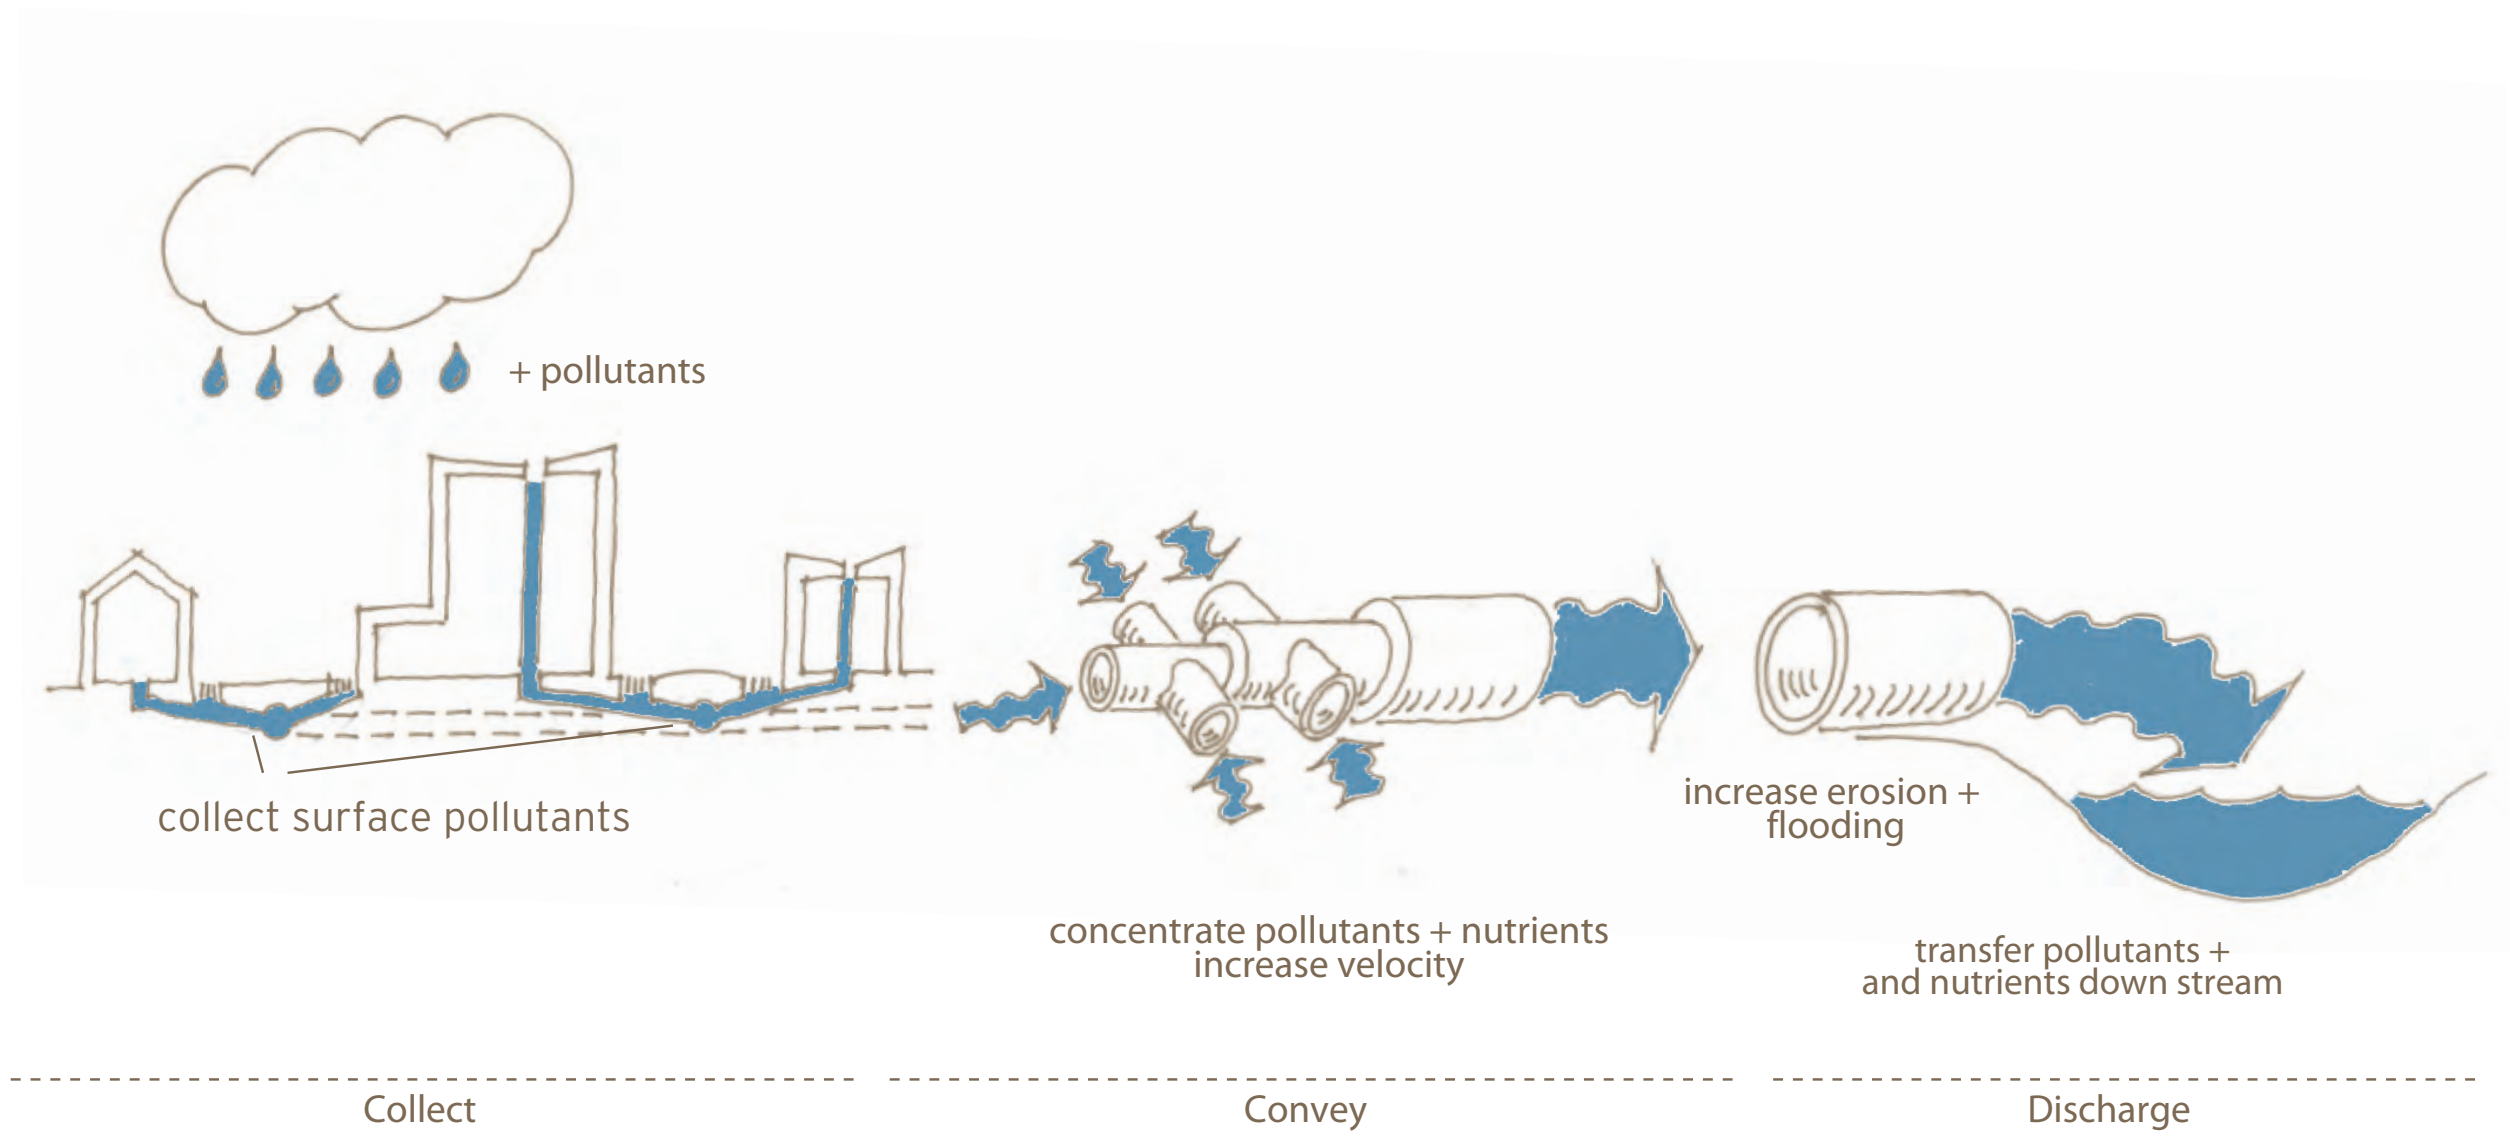 + pollutants
collect surface pollutants
increase erosion +
flooding
concentrate pollutants + nutrients
increase velocity
transfer pollutants +
and nutrients down stream
Collect
Convey
Discharge